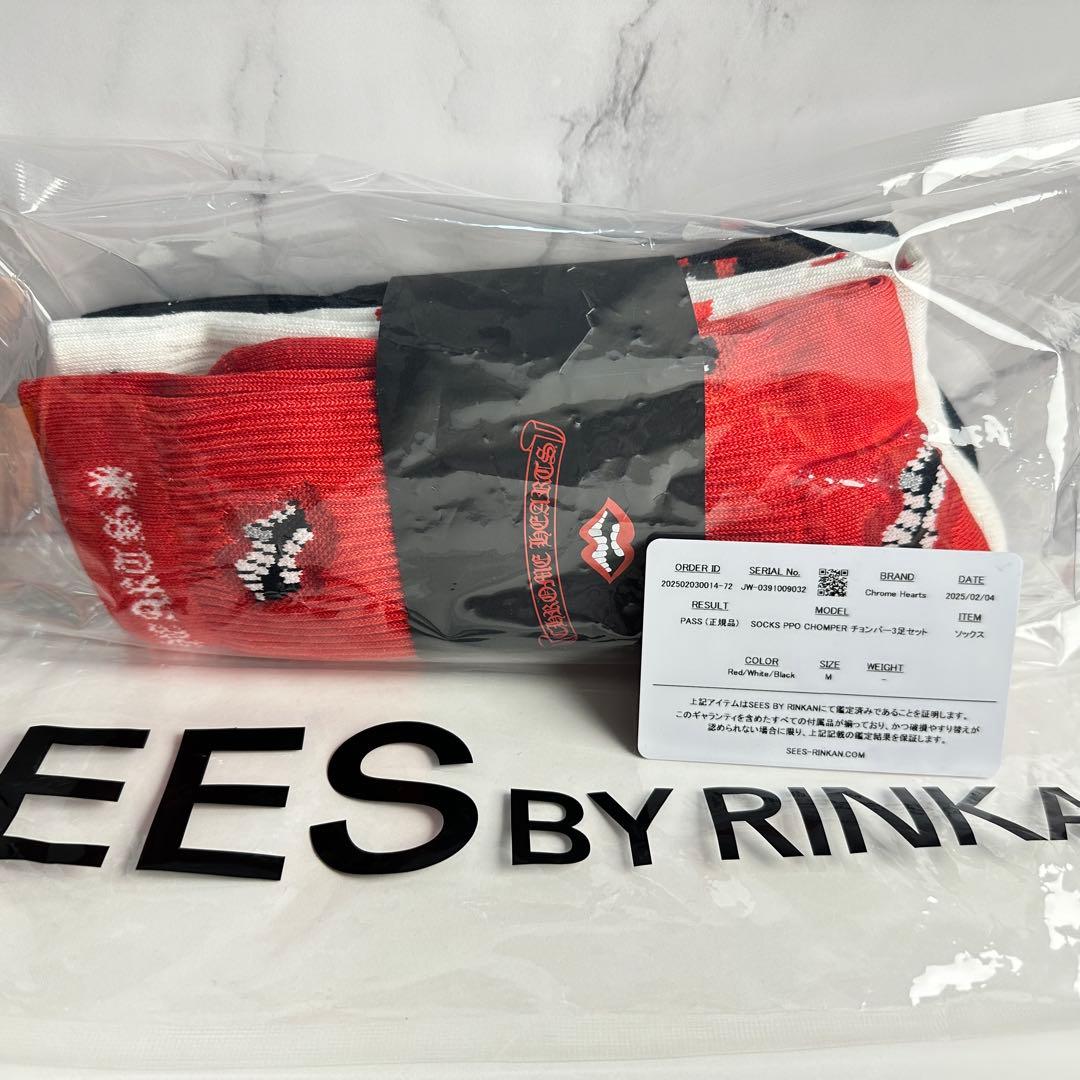 CHROME HEARTS
ORDER ID SERIAL No. BRAND DATE
202502030014-72 JW-0391009032 Chrome Hearts 2025/02/04
RESULT MODEL ITEM
PASS（正規品） SOCKS PPO CHOMPER チョンパー3足セット ソックス
COLOR SIZE WEIGHT
Red/White/Black M -
上記アイテムはSEES BY RINKANにて鑑定済みであることを証明します。
このギャランティを含めたすべての付属品が揃っており、かつ破損やすり替えが
認められない場合に限り、上記記載の鑑定結果を保証します。
SEES-RINKAN.COM
EES BY RINKA